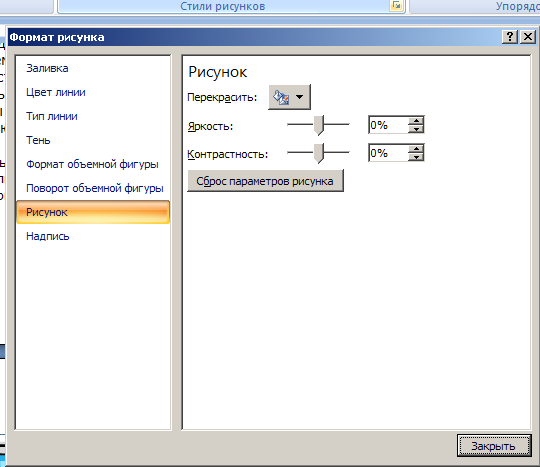 Стили рисунков
Упорядо
Формат рисунка
Заливка
Цвет линии
Тип линии
Тень
Формат объемной фигуры
Поворот объемной фигуры
Рисунок
Надпись
Рисунок
Перекрасить:
Яркость: 0%
Контрастность: 0%
Сброс параметров рисунка
Закрыть